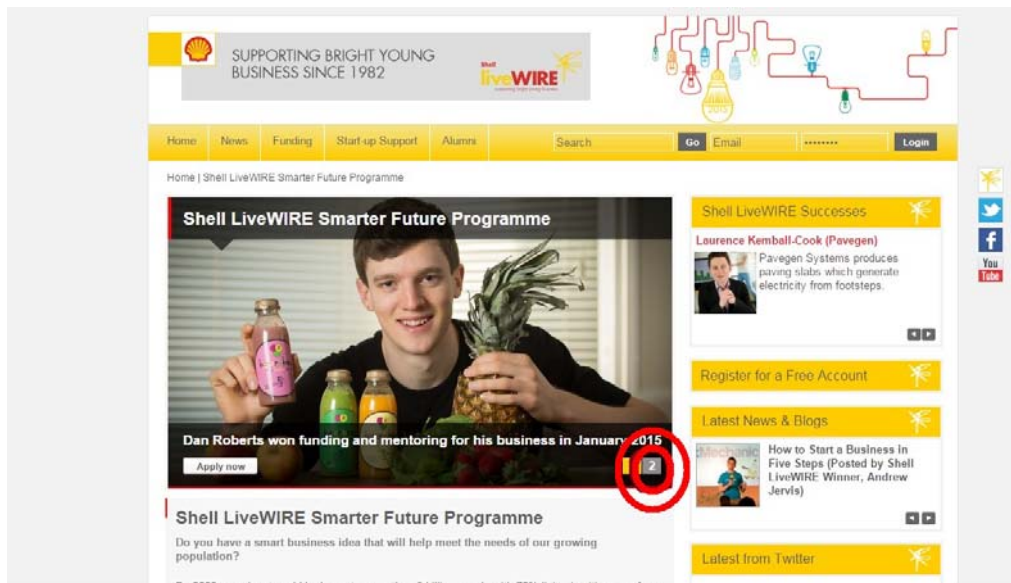 SUPPORTING BRIGHT YOUNG
BUSINESS SINCE 1982
Shell
liveWIRE
Home News Funding Start-up Support Alumni Search Go Email •••••••• Login
Home | Shell LiveWIRE Smarter Future Programme
Shell LiveWIRE Smarter Future Programme
Dan Roberts won funding and mentoring for his business in January 2015
Apply now
2
Shell LiveWIRE Smarter Future Programme
Do you have a smart business idea that will help meet the needs of our growing
population?
Shell LiveWIRE Successes
Laurence Kemball-Cook (Pavegen)
Pavegen Systems produces
paving slabs which generate
electricity from footsteps.
Register for a Free Account
Latest News & Blogs
How to Start a Business in
Five Steps (Posted by Shell
LiveWIRE Winner, Andrew
Jervis)
Latest from Twitter
You
Tube